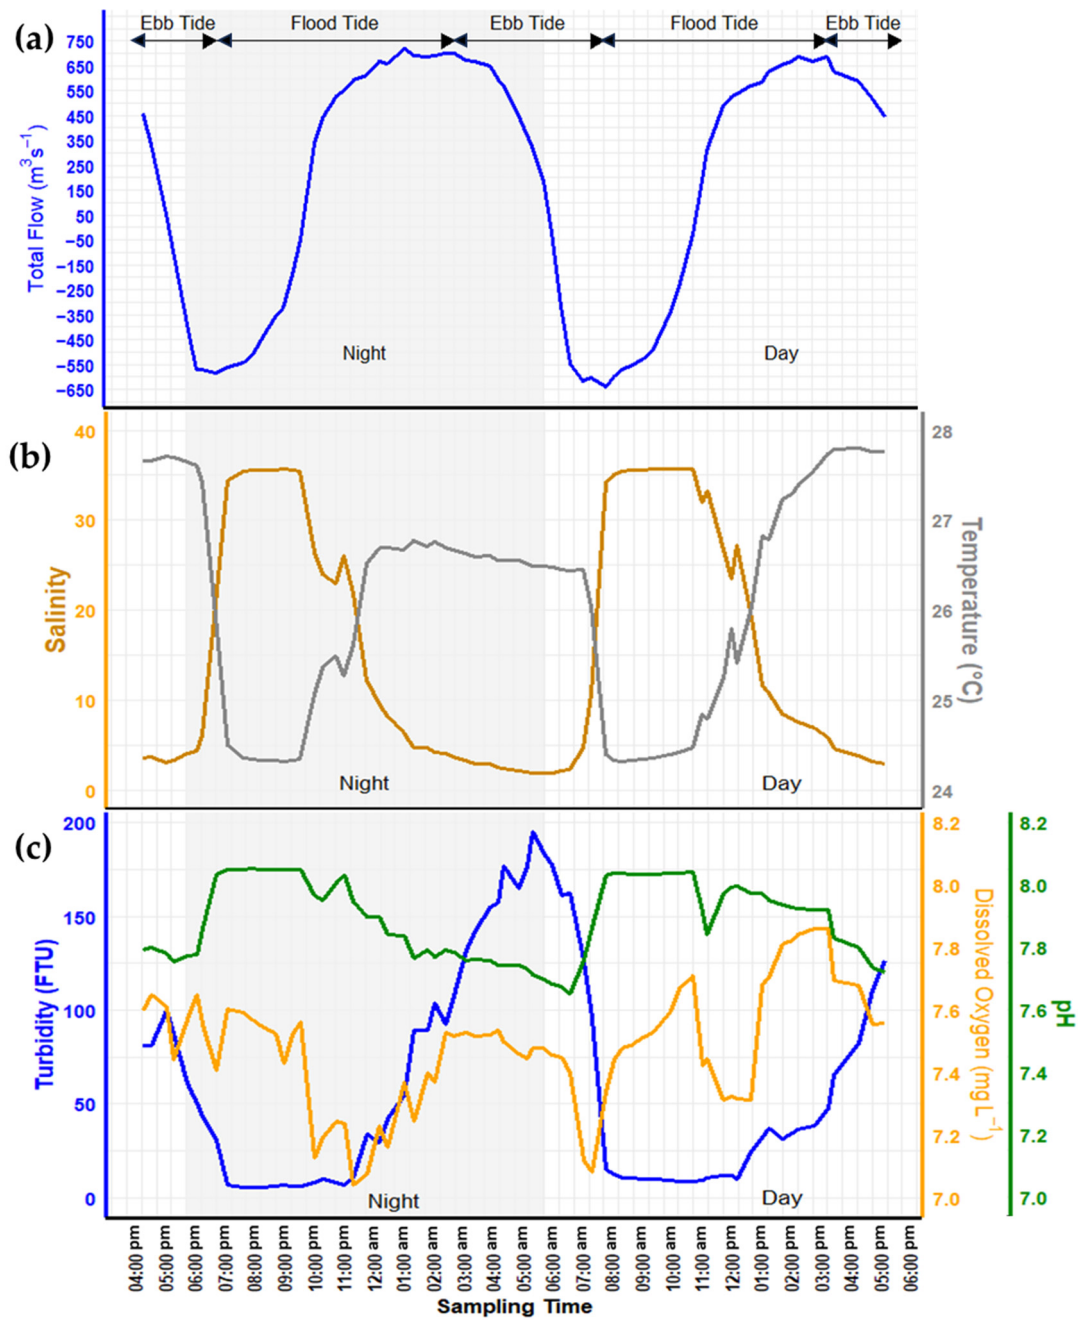 (a)
Ebb Tide Flood Tide Ebb Tide Flood Tide Ebb Tide
750
650
550
450
350
250
150
50
−50
−150
−250
−350
−450
−550
−650
Total Flow (m³s⁻¹)
Night
Day
(b)
40
30
20
10
0
Salinity
28
27
26
25
24
Temperature (°C)
Night
Day
(c)
200
150
100
50
0
Turbidity (FTU)
8.2
8.0
7.8
7.6
7.4
7.2
7.0
Dissolved Oxygen (mg L⁻¹)
8.2
8.0
7.8
7.6
7.4
7.2
7.0
pH
Night
Day
04:00 pm
05:00 pm
06:00 pm
07:00 pm
08:00 pm
09:00 pm
10:00 pm
11:00 pm
12:00 am
01:00 am
02:00 am
03:00 am
04:00 am
05:00 am
06:00 am
07:00 am
08:00 am
09:00 am
10:00 am
11:00 am
12:00 pm
01:00 pm
02:00 pm
03:00 pm
04:00 pm
05:00 pm
06:00 pm
Sampling Time